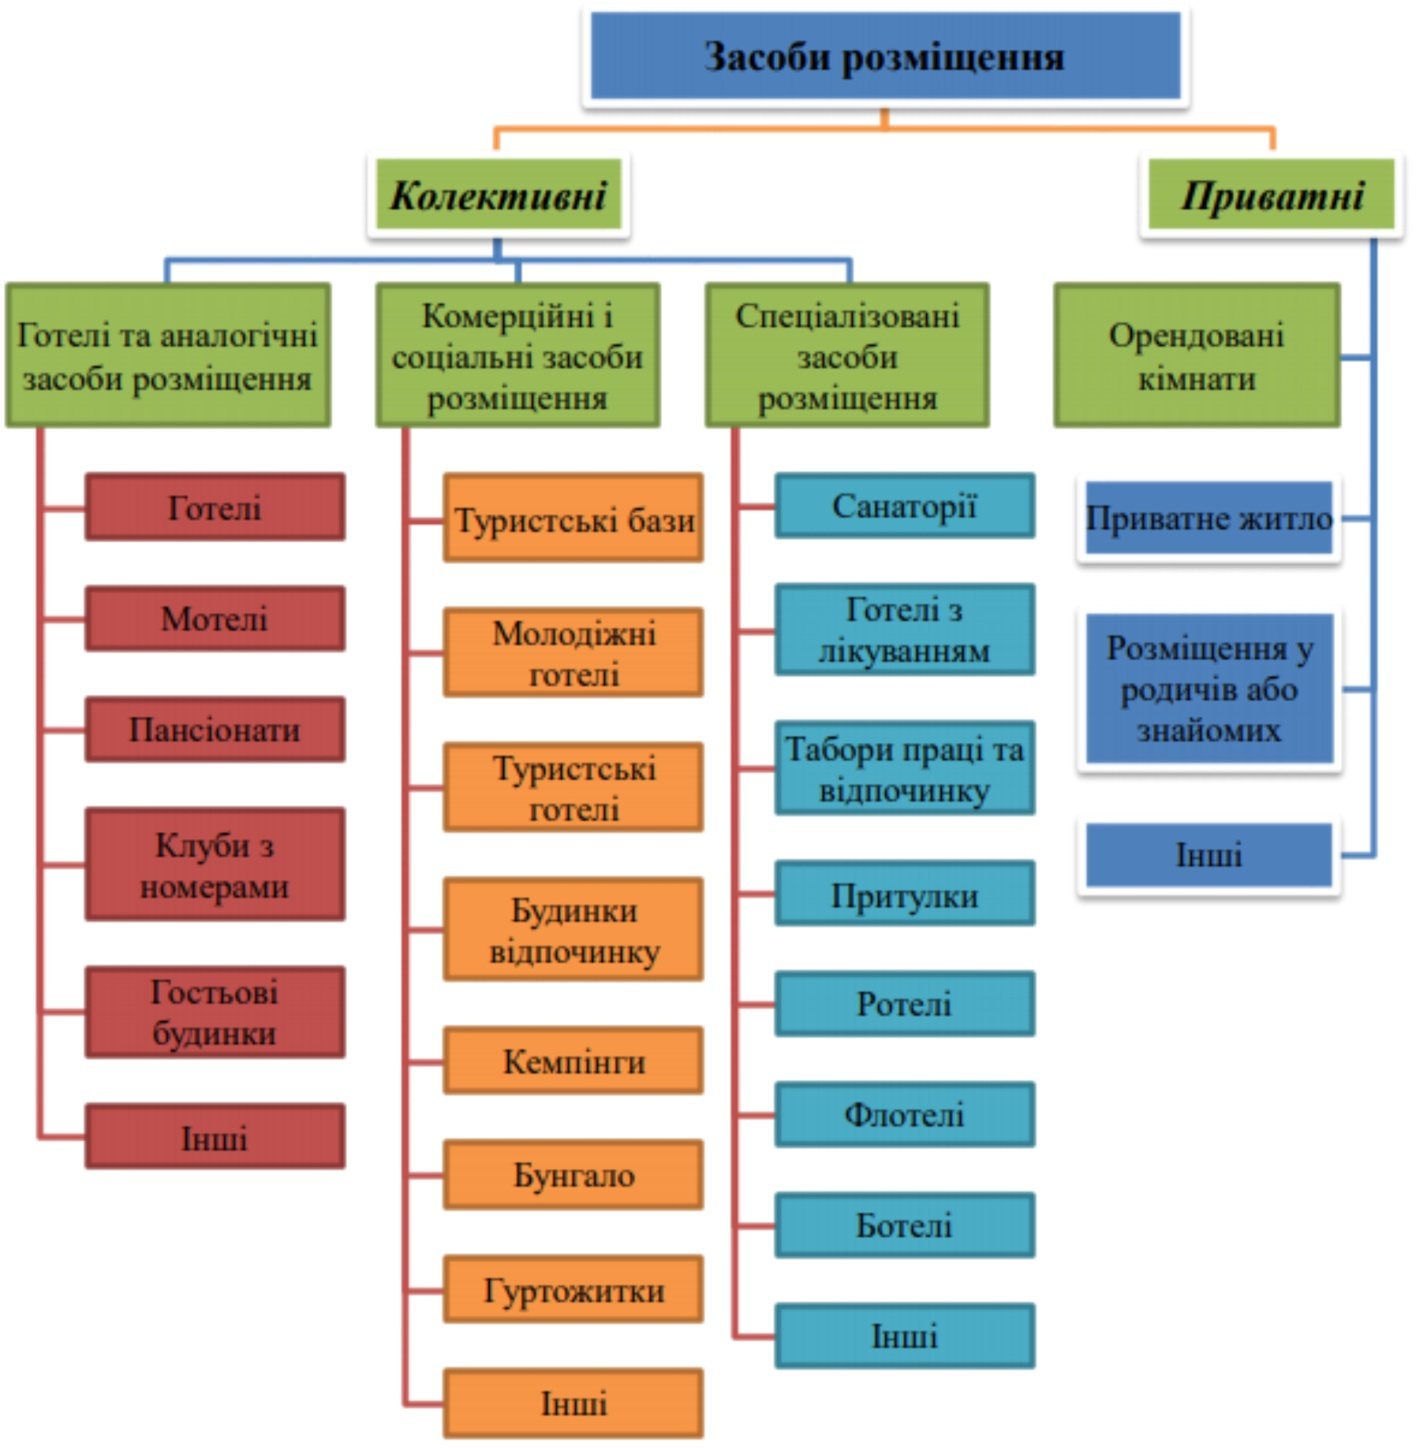 Засоби розміщення
Колективні
Приватні
Готелі та аналогічні
засоби розміщення
Готелі
Мотелі
Пансіонати
Клуби з
номерами
Гостьові
будинки
Інші
Комерційні і
соціальні засоби
розміщення
Туристські бази
Молодіжні
готелі
Туристські
готелі
Будинки
відпочинку
Кемпінги
Бунгало
Гуртожитки
Інші
Спеціалізовані
засоби
розміщення
Санаторії
Готелі з
лікуванням
Табори праці та
відпочинку
Притулки
Ротелі
Флотелі
Ботелі
Інші
Орендовані
кімнати
Приватне житло
Розміщення у
родичів або
знайомих
Інші